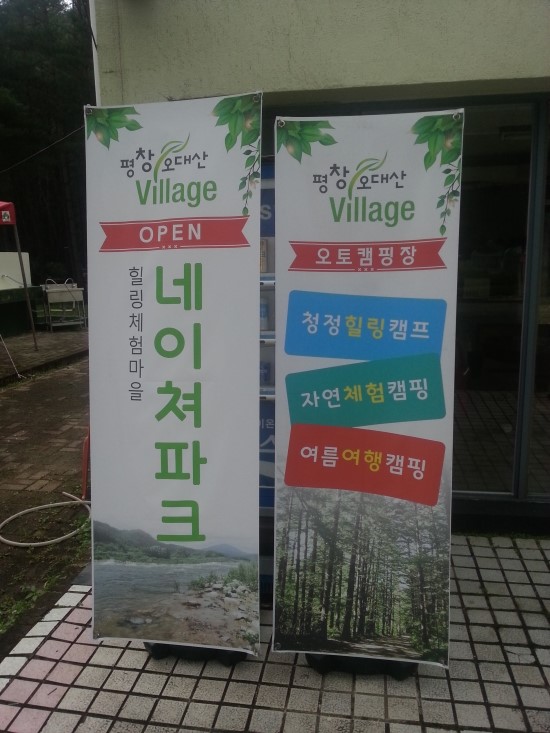 평창오대산
Village
OPEN
힐링체험마을
네이쳐파크
평창오대산
Village
오토캠핑장
청정힐링캠프
자연체험캠핑
여름여행캠핑